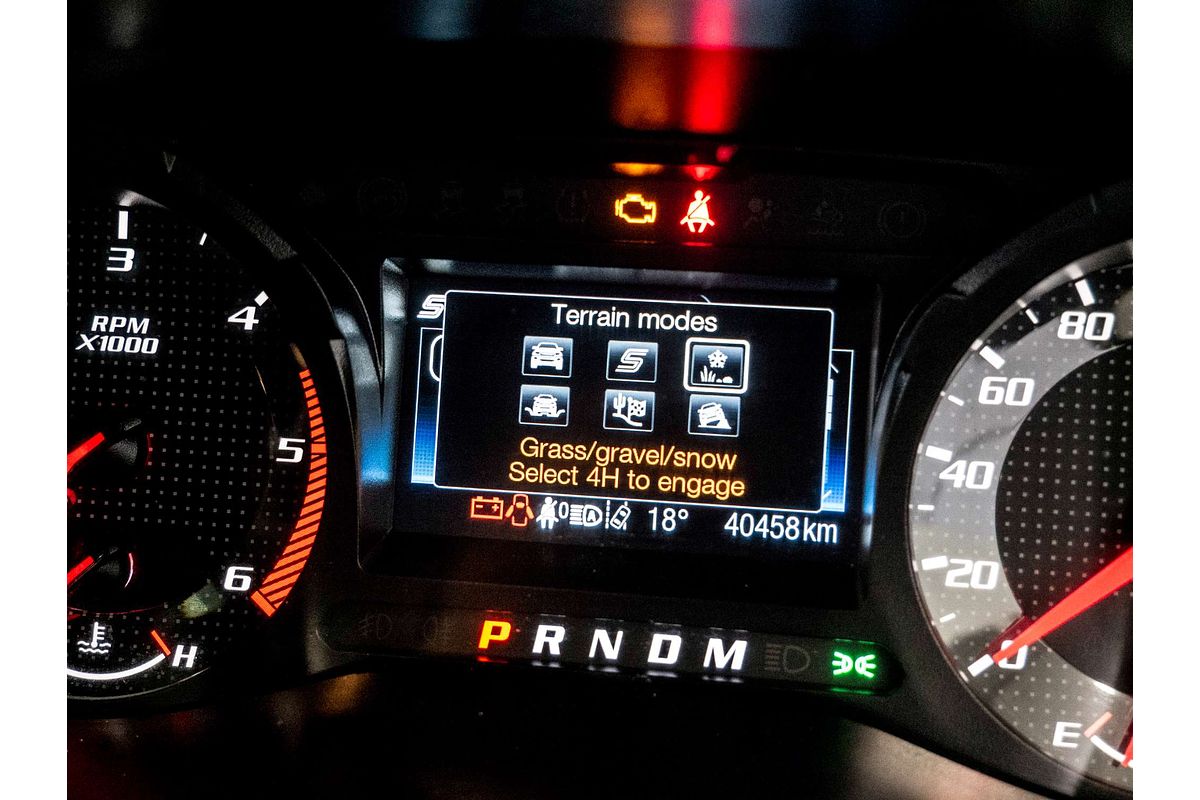 3
4
RPM
X1000
5
6
H
S
Terrain modes
S
Grass/gravel/snow
Select 4H to engage
0
A
18°
40458km
P R N D M
80
60
40
20
0
E